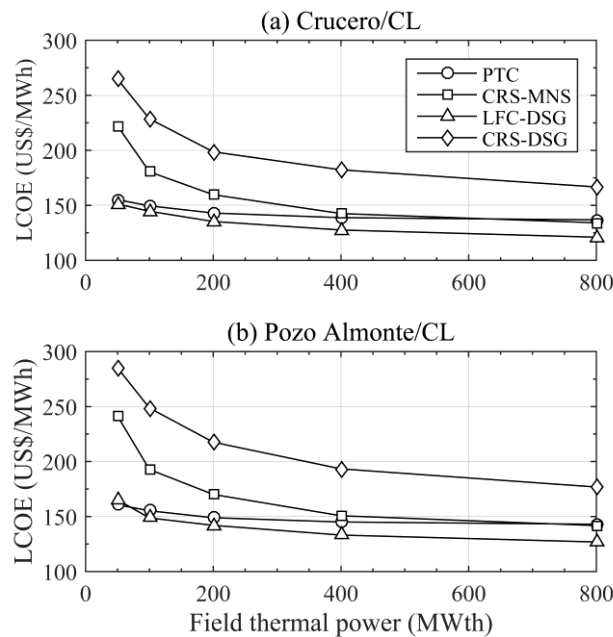 (a) Crucero/CL
300
250
200
150
100
LCOE (US$/MWh)
PTC
CRS-MNS
LFC-DSG
CRS-DSG
0 200 400 600 800
(b) Pozo Almonte/CL
300
250
200
150
100
LCOE (US$/MWh)
0 200 400 600 800
Field thermal power (MWth)